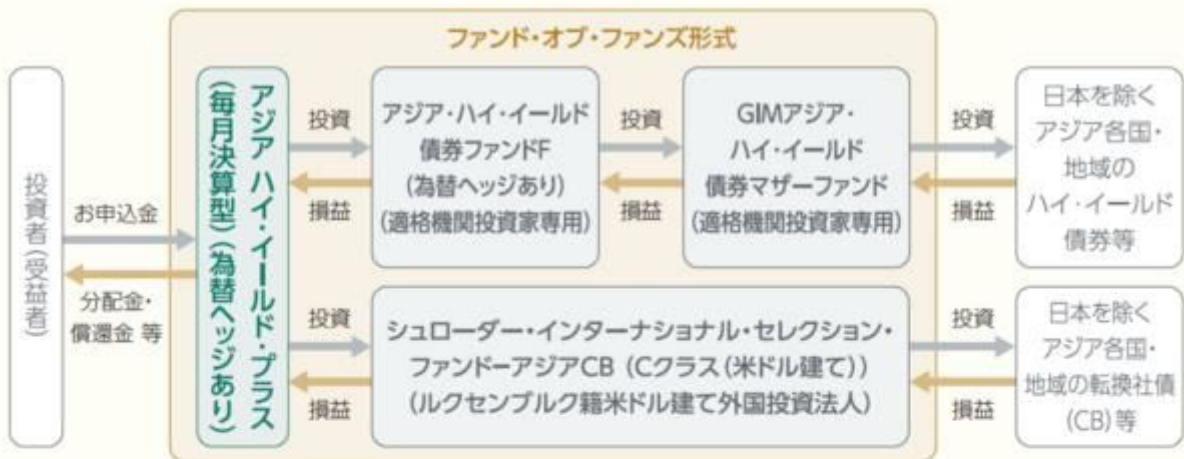 ファンド・オブ・ファンズ形式
投資者(受益者)
お申込金
分配金・
償還金 等
アジア ハイ・イールド・プラス
(毎月決算型)(為替ヘッジあり)
投資
損益
アジア・ハイ・イールド
債券ファンドF
(為替ヘッジあり)
(適格機関投資家専用)
投資
損益
GIMアジア・
ハイ・イールド
債券マザーファンド
(適格機関投資家専用)
投資
損益
日本を除く
アジア各国・
地域の
ハイ・イールド
債券等
投資
損益
シュローダー・インターナショナル・セレクション・
ファンドーアジアCB (Cクラス(米ドル建て))
(ルクセンブルク籍米ドル建て外国投資法人)
投資
損益
日本を除く
アジア各国・
地域の転換社債
(CB)等